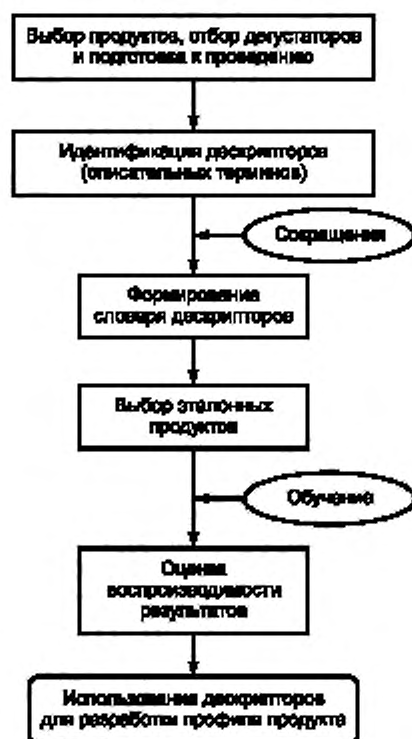 Выбор продуктов, отбор дегустаторов
и подготовка к проведению
Идентификация дескрипторов
(описательных терминов)
Сокращения
Формирование
словаря дескрипторов
Выбор эталонных
продуктов
Обучение
Оценка
воспроизводимости
результатов
Использование дескрипторов
для разработки профиля продукта